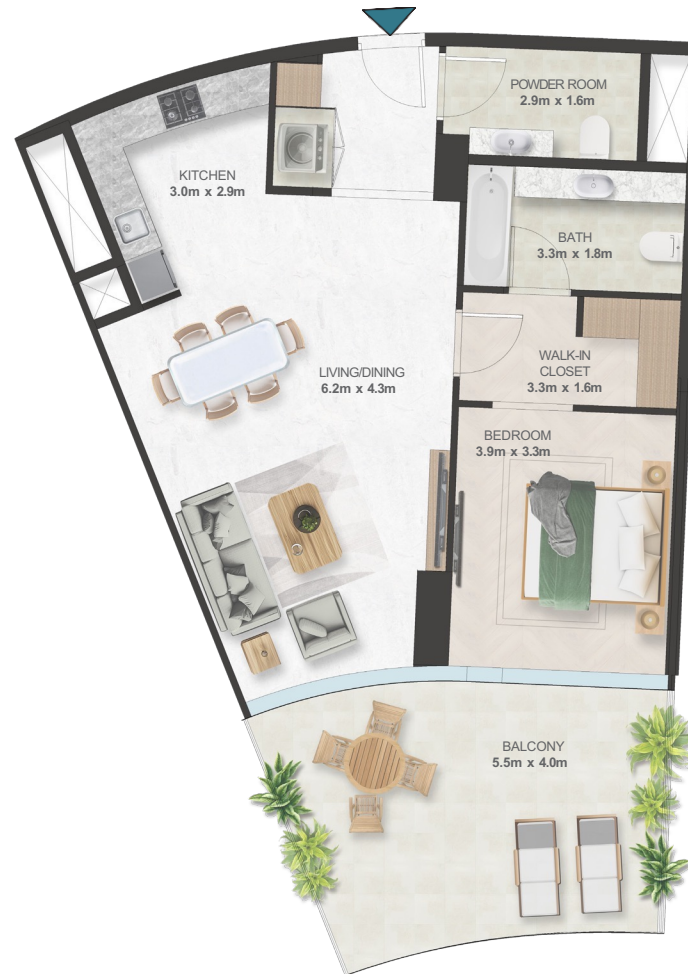 POWDER ROOM
2.9m x 1.6m
KITCHEN
3.0m x 2.9m
BATH
3.3m x 1.8m
LIVING/DINING
6.2m x 4.3m
WALK-IN
CLOSET
3.3m x 1.6m
BEDROOM
3.9m x 3.3m
BALCONY
5.5m x 4.0m